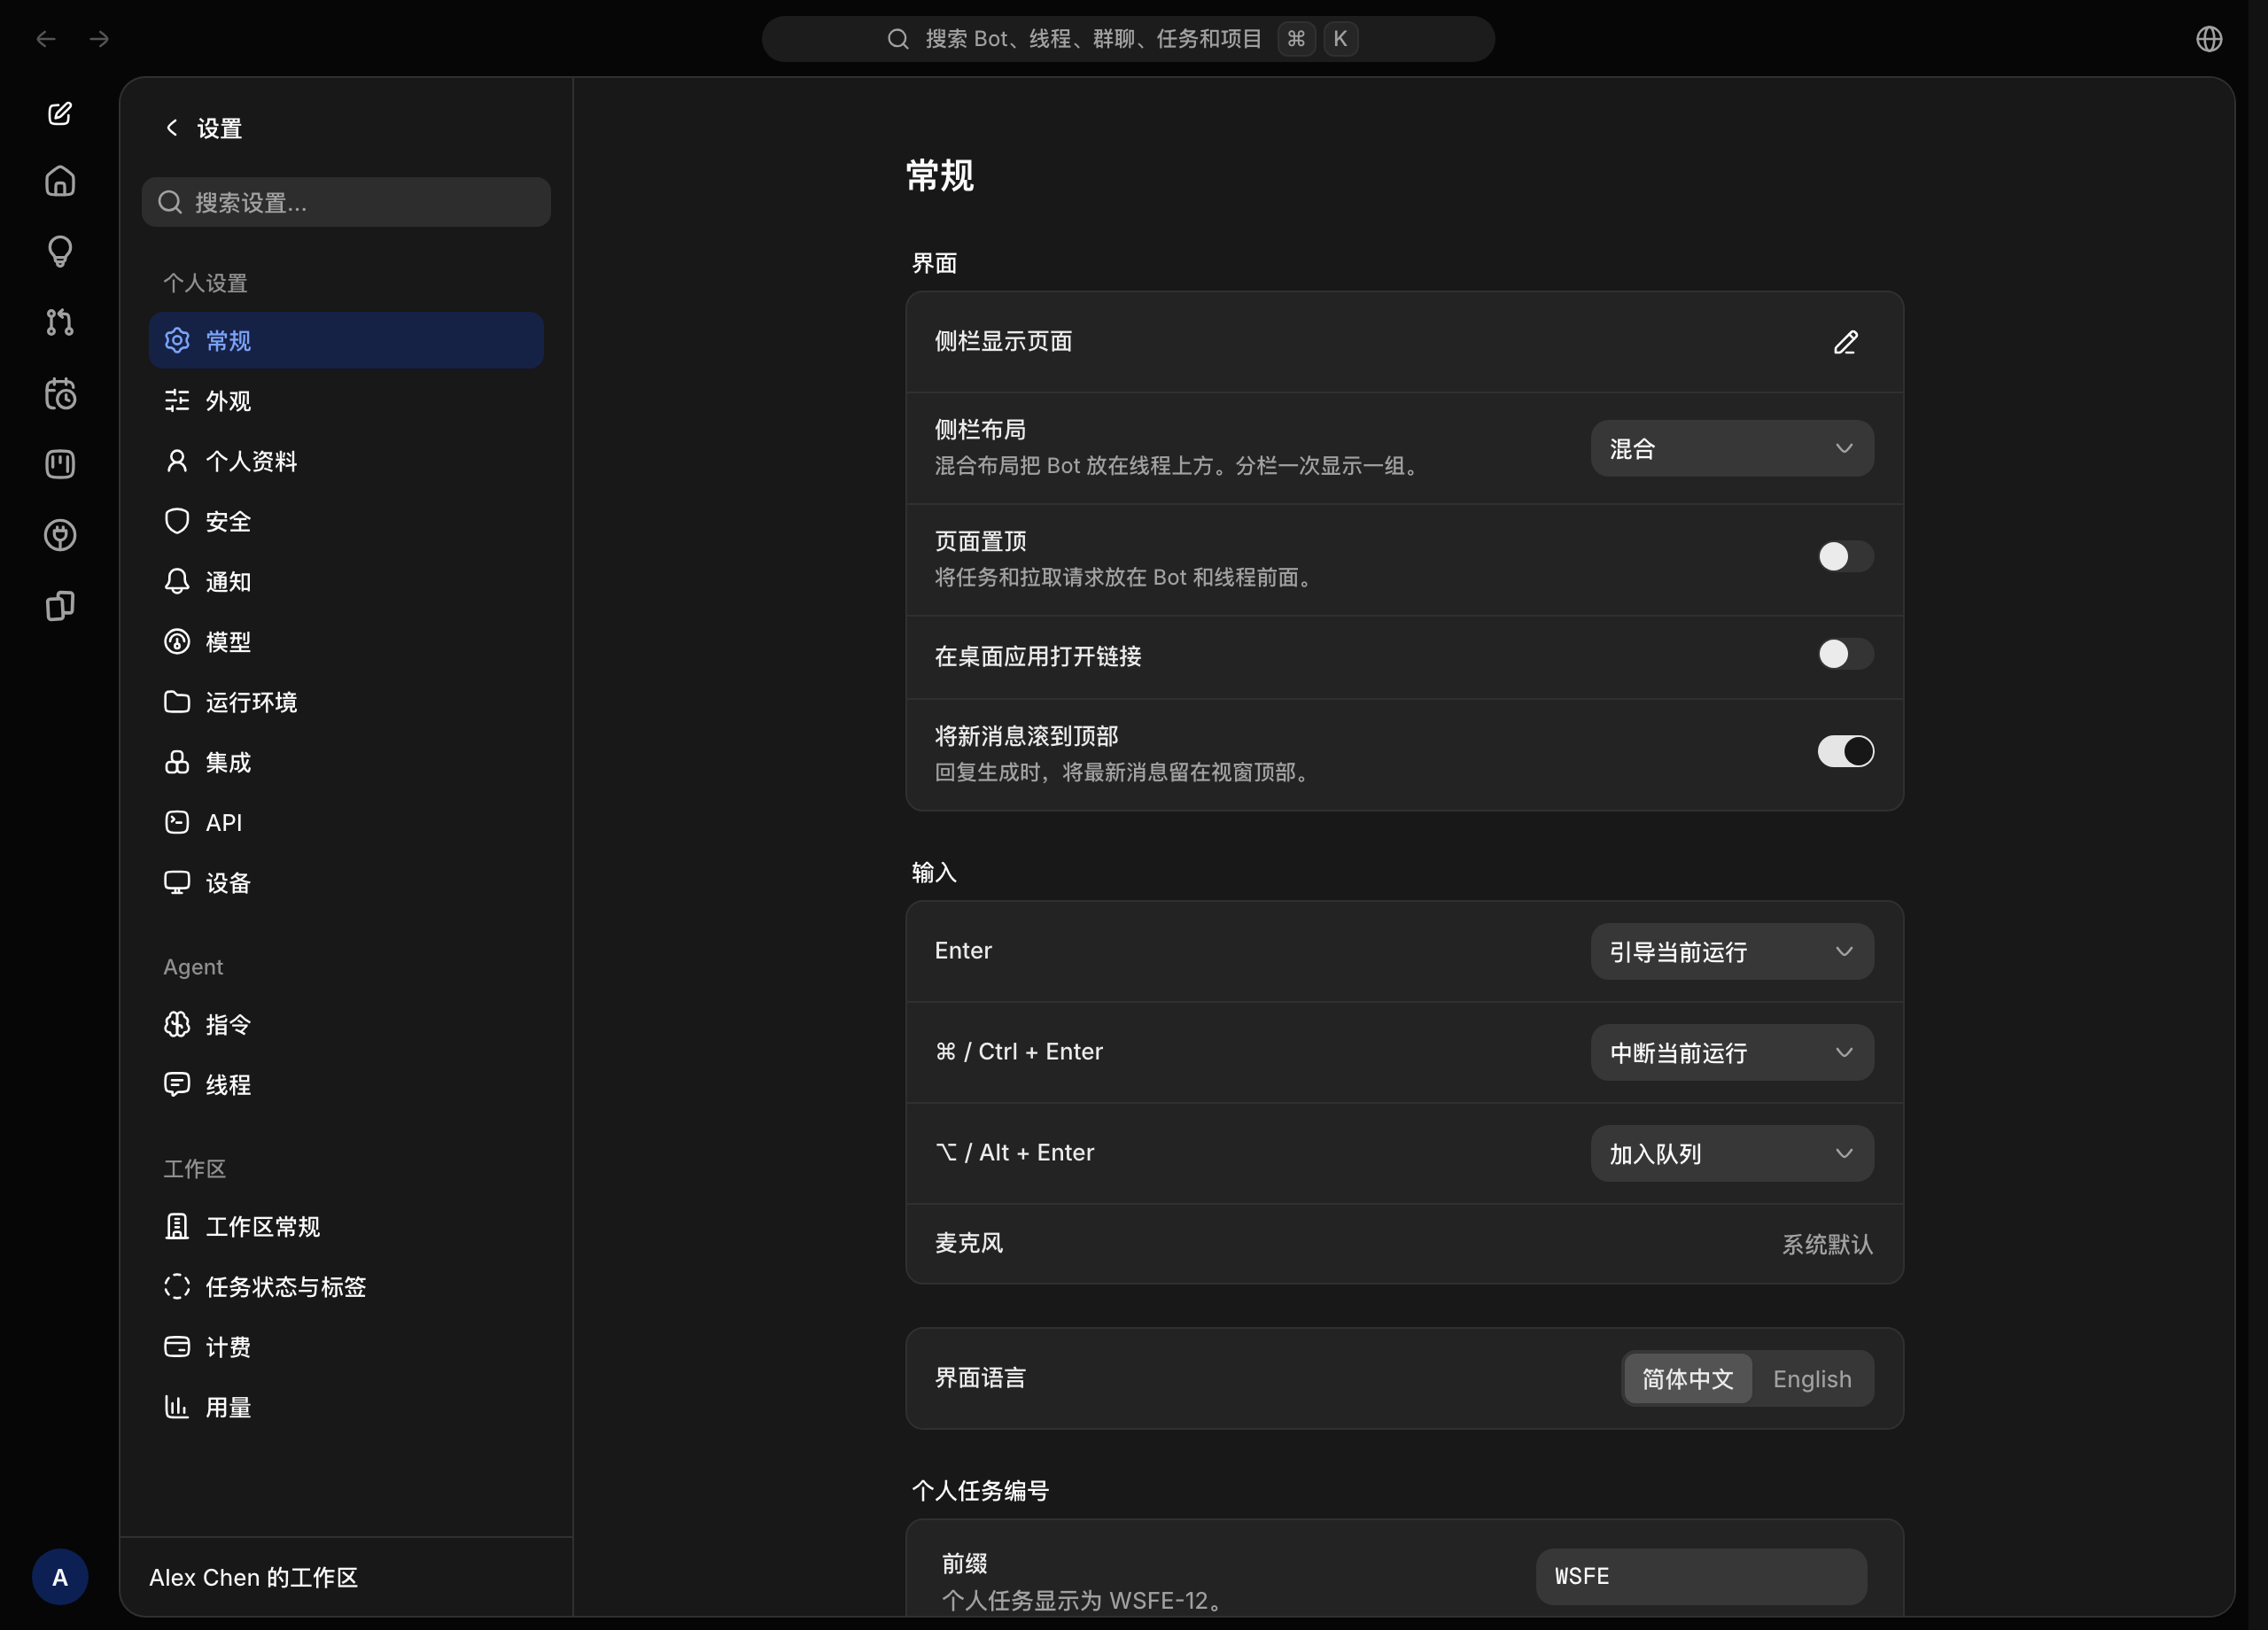 搜索 Bot、线程、群聊、任务和项目 ⌘ K
设置
搜索设置...
个人设置
常规
外观
个人资料
安全
通知
模型
运行环境
集成
API
设备
Agent
指令
线程
工作区
工作区常规
任务状态与标签
计费
用量
A
Alex Chen 的工作区
常规
界面
侧栏显示页面
侧栏布局
混合布局把 Bot 放在线程上方。分栏一次显示一组。
混合
页面置顶
将任务和拉取请求放在 Bot 和线程前面。
在桌面应用打开链接
将新消息滚到顶部
回复生成时，将最新消息留在视窗顶部。
输入
Enter
引导当前运行
⌘ / Ctrl + Enter
中断当前运行
⌥ / Alt + Enter
加入队列
麦克风
系统默认
界面语言
简体中文 English
个人任务编号
前缀
个人任务显示为 WSFE-12。
WSFE